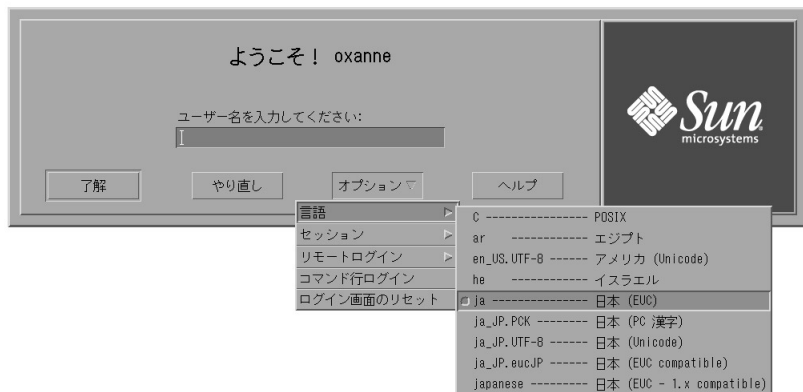 ようこそ! oxanne
ユーザー名を入力してください:
Sun
microsystems
了解
やり直し
オプション
ヘルプ
言語
セッション
リモートログイン
コマンド行ログイン
ログイン画面のリセット
C --------------- POSIX
ar ----------- エジプト
en_US.UTF-8 ------ アメリカ (Unicode)
he ----------- イスラエル
ja -------------- 日本 (EUC)
ja_JP.PCK -------- 日本 (PC 漢字)
ja_JP.UTF-8 ------ 日本 (Unicode)
ja_JP.eucJP ------ 日本 (EUC compatible)
japanese --------- 日本 (EUC - 1.x compatible)